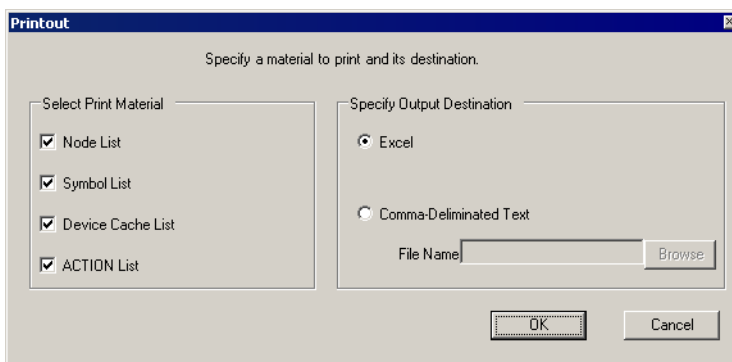 Printout
Specify a material to print and its destination.
Select Print Material
Node List
Symbol List
Device Cache List
ACTION List
Specify Output Destination
Excel
Comma-Deliminated Text
File Name
Browse
OK
Cancel